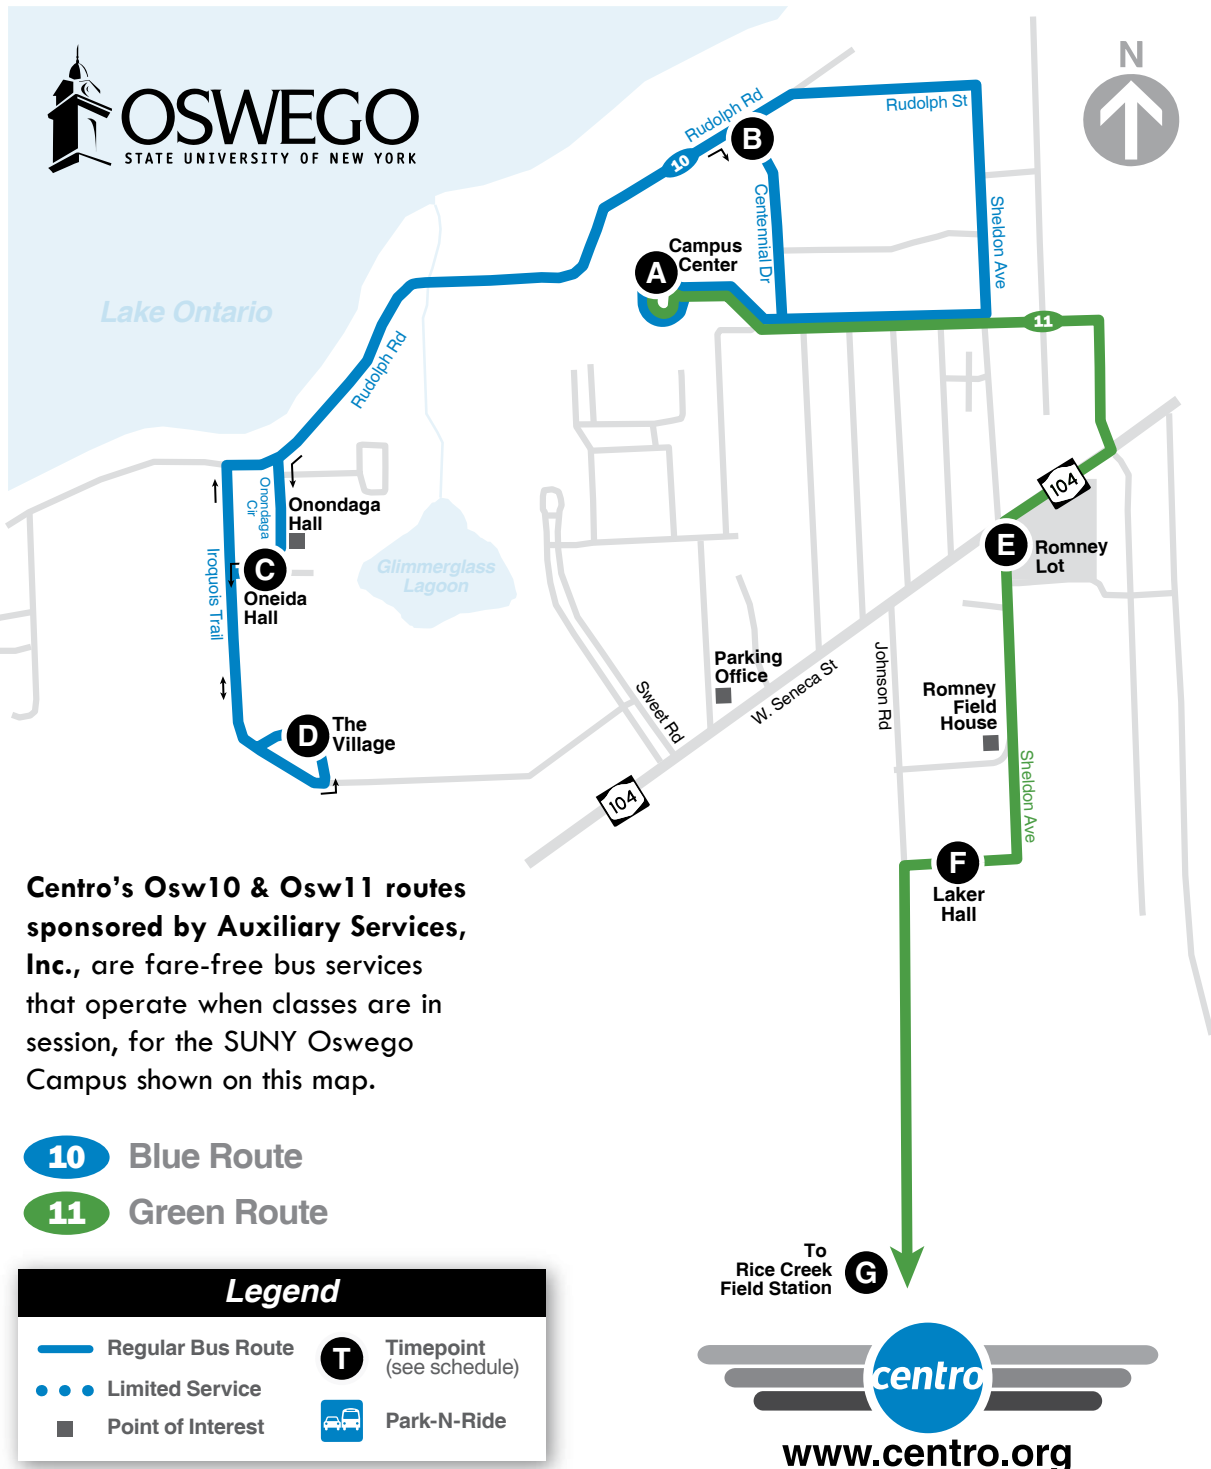 OSWEGO
STATE UNIVERSITY OF NEW YORK
N
Rudolph Rd
Rudolph St
10
B
Centennial Dr
Sheldon Ave
Campus
Center
A
11
Lake Ontario
Rudolph Rd
104
Onondaga
Cir
Onondaga
Hall
C
Oneida
Hall
Iroquois Trail
Glimmerglass
Lagoon
E
Romney
Lot
Parking
Office
W. Seneca St
Johnson Rd
Sweet Rd
Romney
Field
House
D
The
Village
104
Sheldon Ave
F
Laker
Hall
Centro's Osw10 & Osw11 routes
sponsored by Auxiliary Services,
Inc., are fare-free bus services
that operate when classes are in
session, for the SUNY Oswego
Campus shown on this map.
10 Blue Route
11 Green Route
To
Rice Creek
Field Station
G
Legend
Regular Bus Route
Limited Service
Point of Interest
T
Timepoint
(see schedule)
Park-N-Ride
centro
www.centro.org